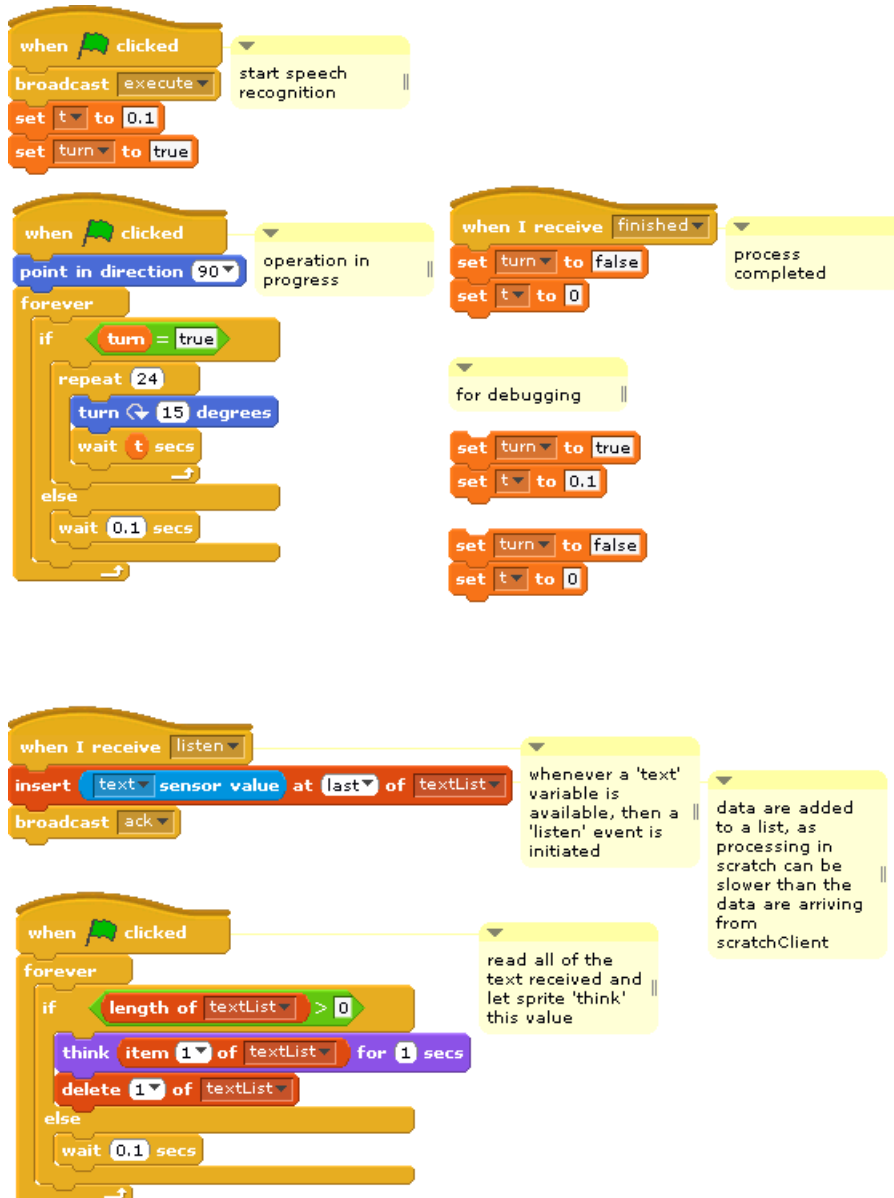 when clicked
broadcast execute
set t to 0.1
set turn to true
start speech
recognition
when clicked
point in direction 90
forever
if turn = true
repeat 24
turn 15 degrees
wait t secs
else
wait 0.1 secs
operation in
progress
when I receive finished
set turn to false
set t to 0
process
completed
for debugging
set turn to true
set t to 0.1
set turn to false
set t to 0
when I receive listen
insert text sensor value at last of textList
broadcast ack
whenever a 'text'
variable is
available, then a
'listen' event is
initiated
data are added
to a list, as
processing in
scratch can be
slower than the
data are arriving
from
scratchClient
when clicked
forever
if length of textList > 0
think item 1 of textList for 1 secs
delete 1 of textList
else
wait 0.1 secs
read all of the
text received and
let sprite 'think'
this value